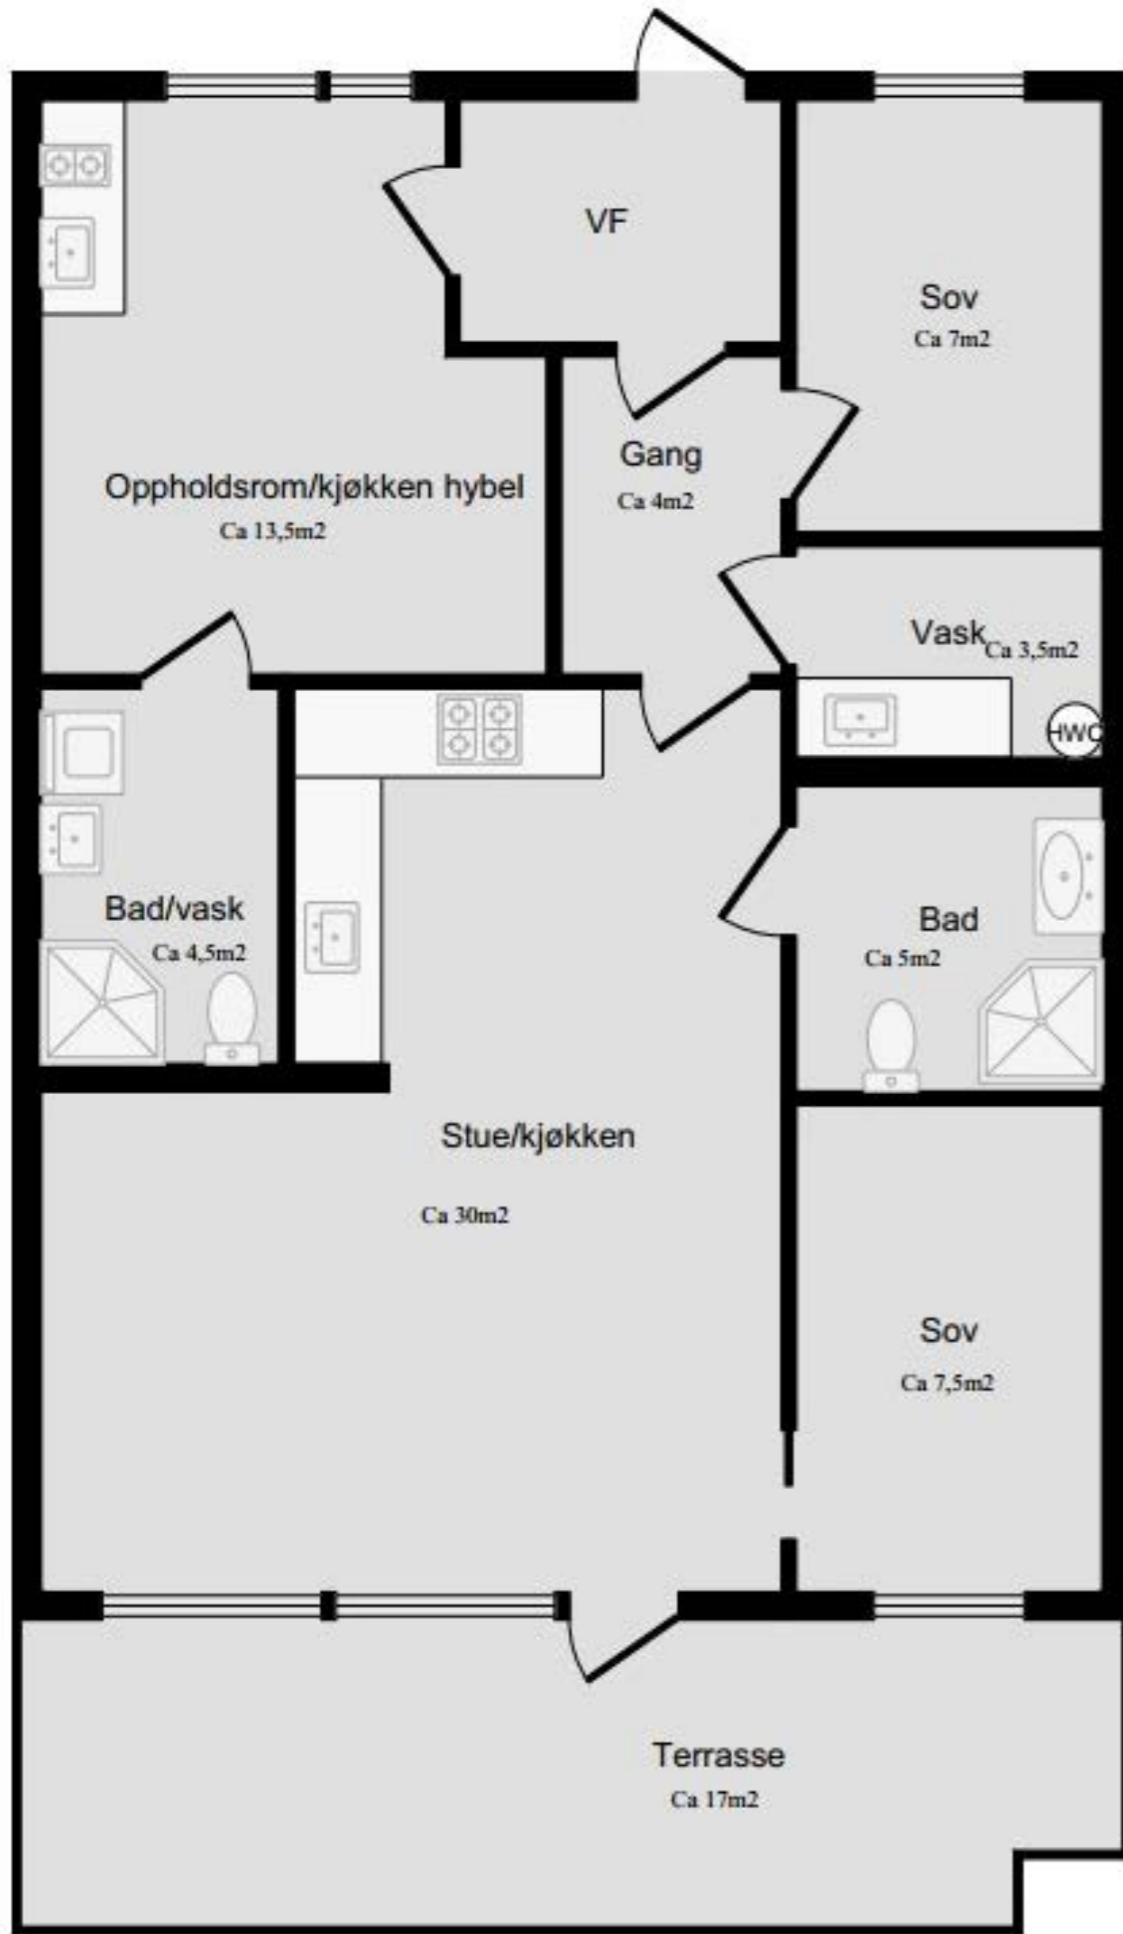 VF
Sov
Ca 7m2
Gang
Ca 4m2
Oppholdsrom/kjøkken hybel
Ca 13,5m2
Vask
Ca 3,5m2
HWC
Bad/vask
Ca 4,5m2
Bad
Ca 5m2
Stue/kjøkken
Ca 30m2
Sov
Ca 7,5m2
Terrasse
Ca 17m2